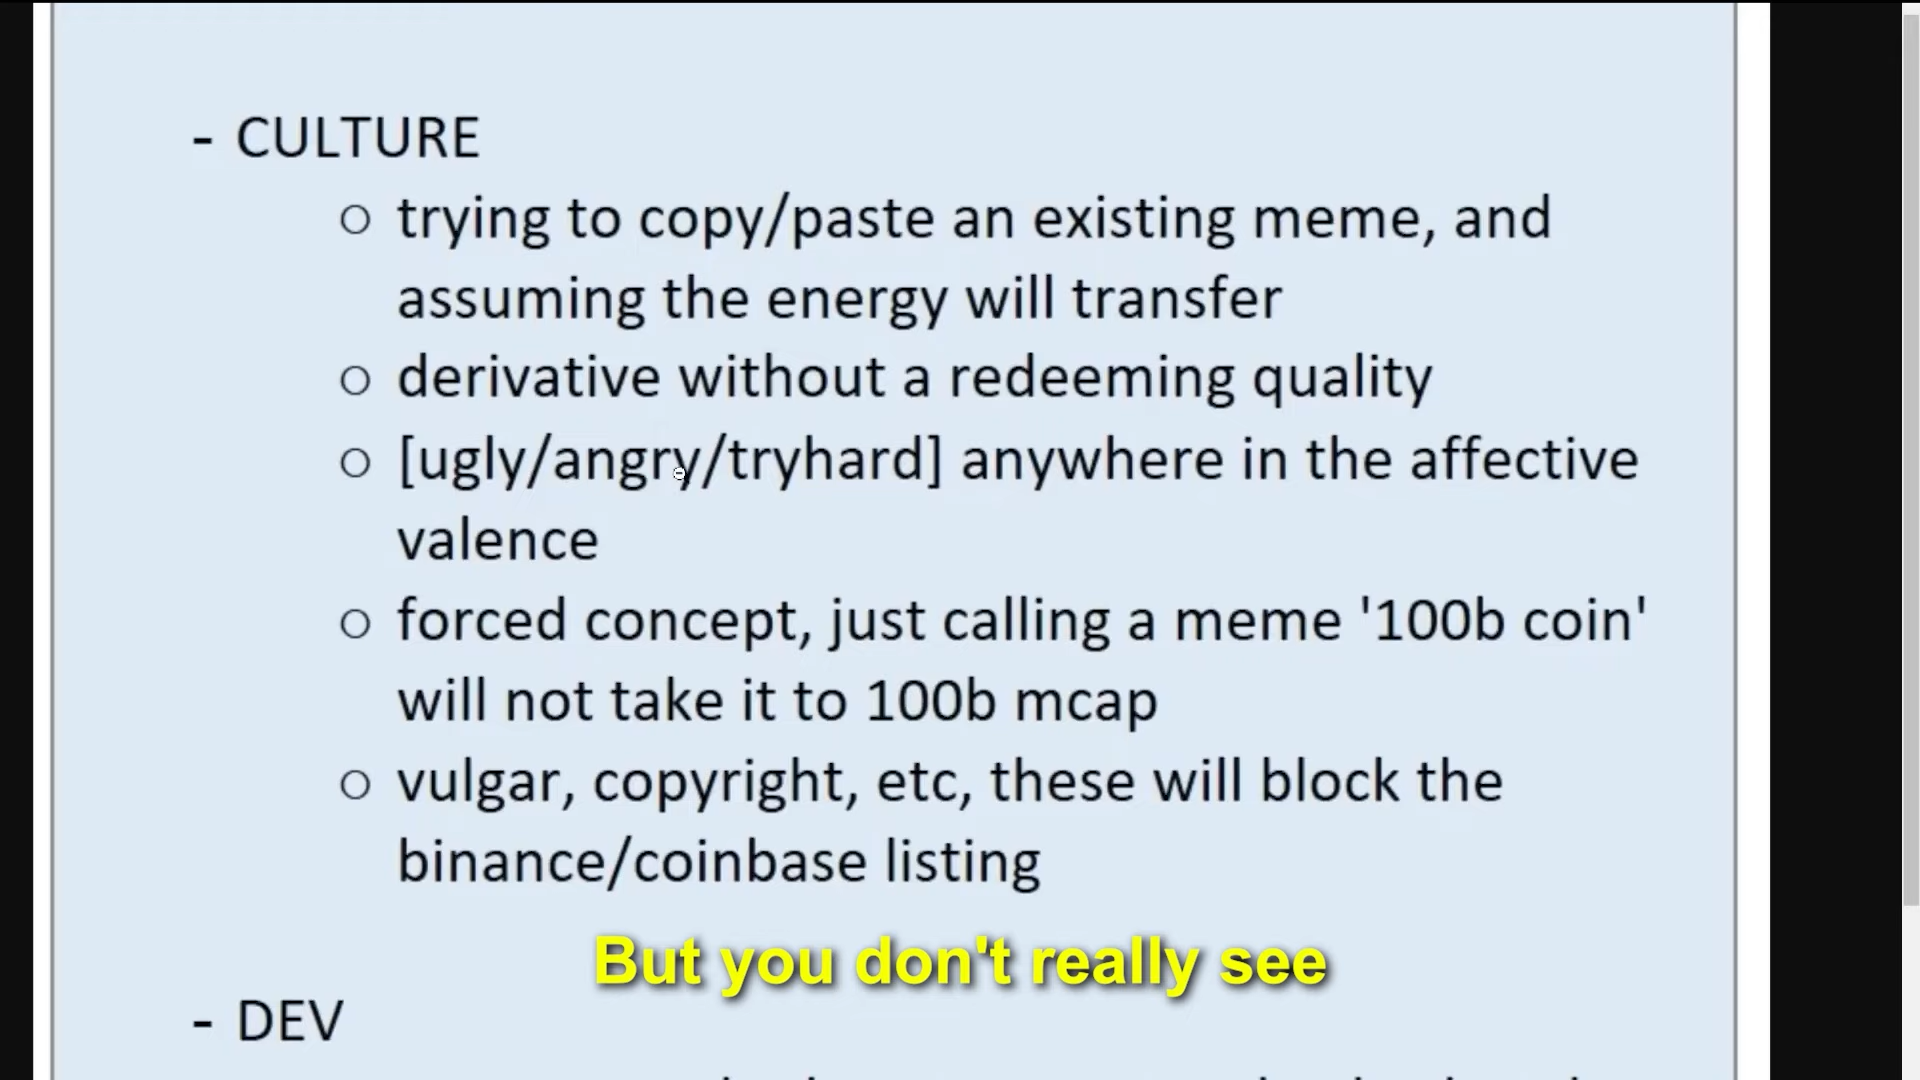 - CULTURE
○ trying to copy/paste an existing meme, and
assuming the energy will transfer
○ derivative without a redeeming quality
○ [ugly/angry/tryhard] anywhere in the affective
valence
○ forced concept, just calling a meme '100b coin'
will not take it to 100b mcap
○ vulgar, copyright, etc, these will block the
binance/coinbase listing
But you don't really see
- DEV